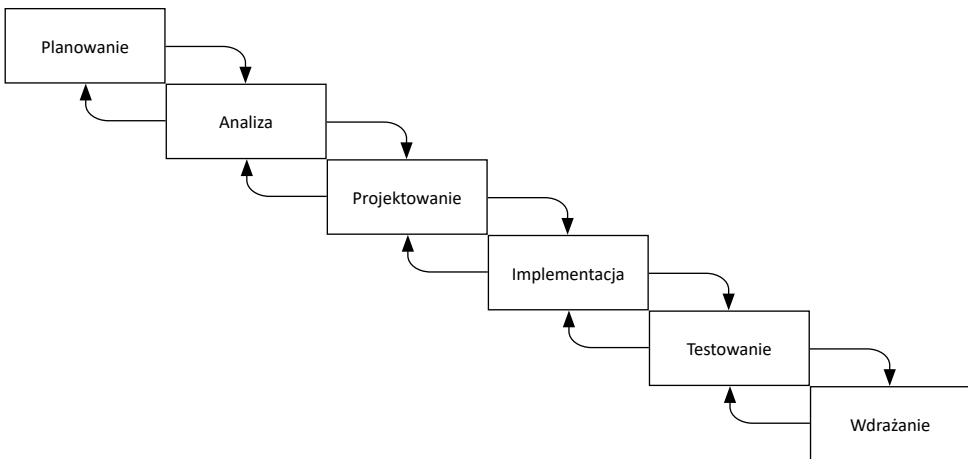 Planowanie
Analiza
Projektowanie
Implementacja
Testowanie
Wdrażanie